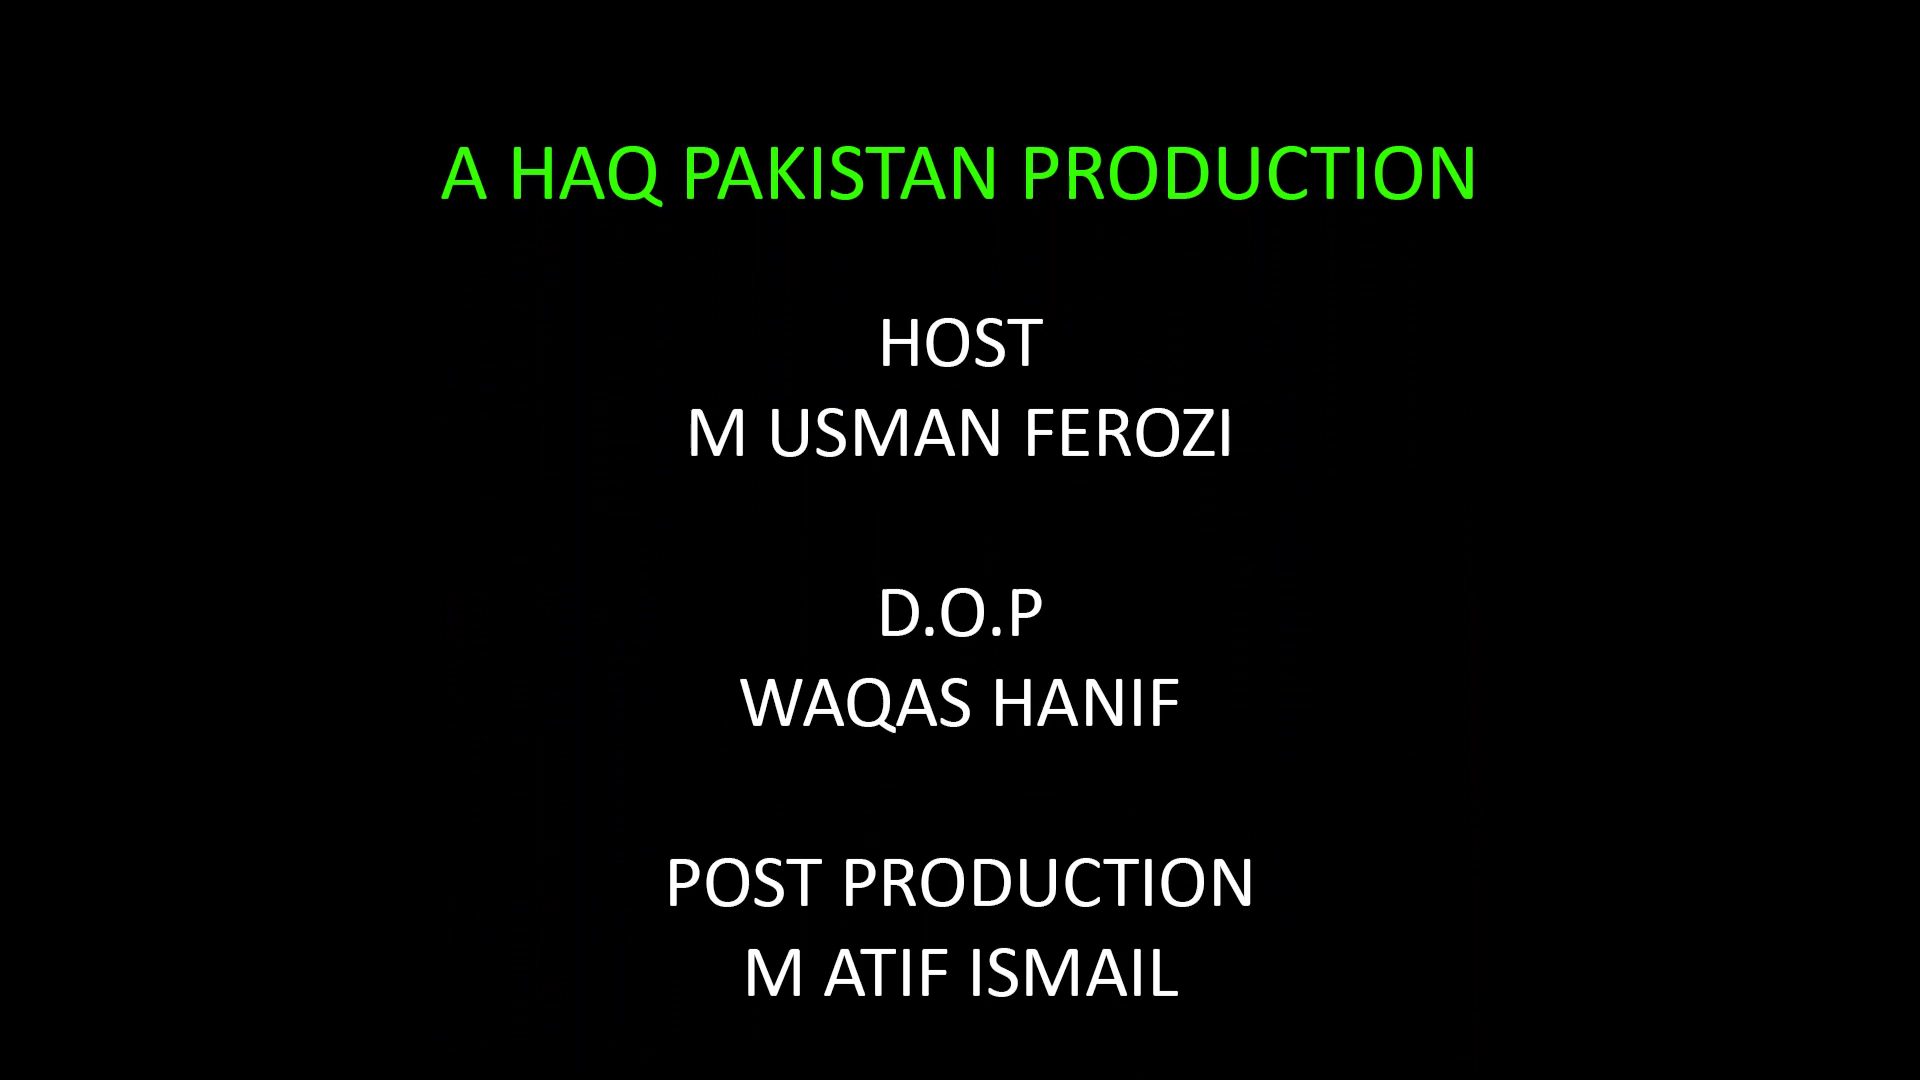 A HAQ PAKISTAN PRODUCTION
HOST
M USMAN FEROZI
D.O.P
WAQAS HANIF
POST PRODUCTION
M ATIF ISMAIL